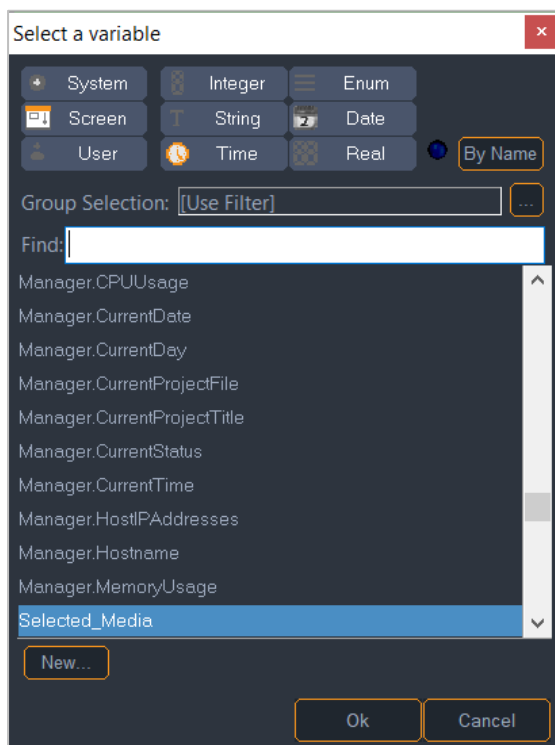 Select a variable
System Integer Enum
Screen String Date
User Time Real By Name
Group Selection: [Use Filter] ...
Find:
Manager.CPUUsage
Manager.CurrentDate
Manager.CurrentDay
Manager.CurrentProjectFile
Manager.CurrentProjectTitle
Manager.CurrentStatus
Manager.CurrentTime
Manager.HostIPAddresses
Manager.Hostname
Manager.MemoryUsage
Selected_Media
New...
Ok Cancel